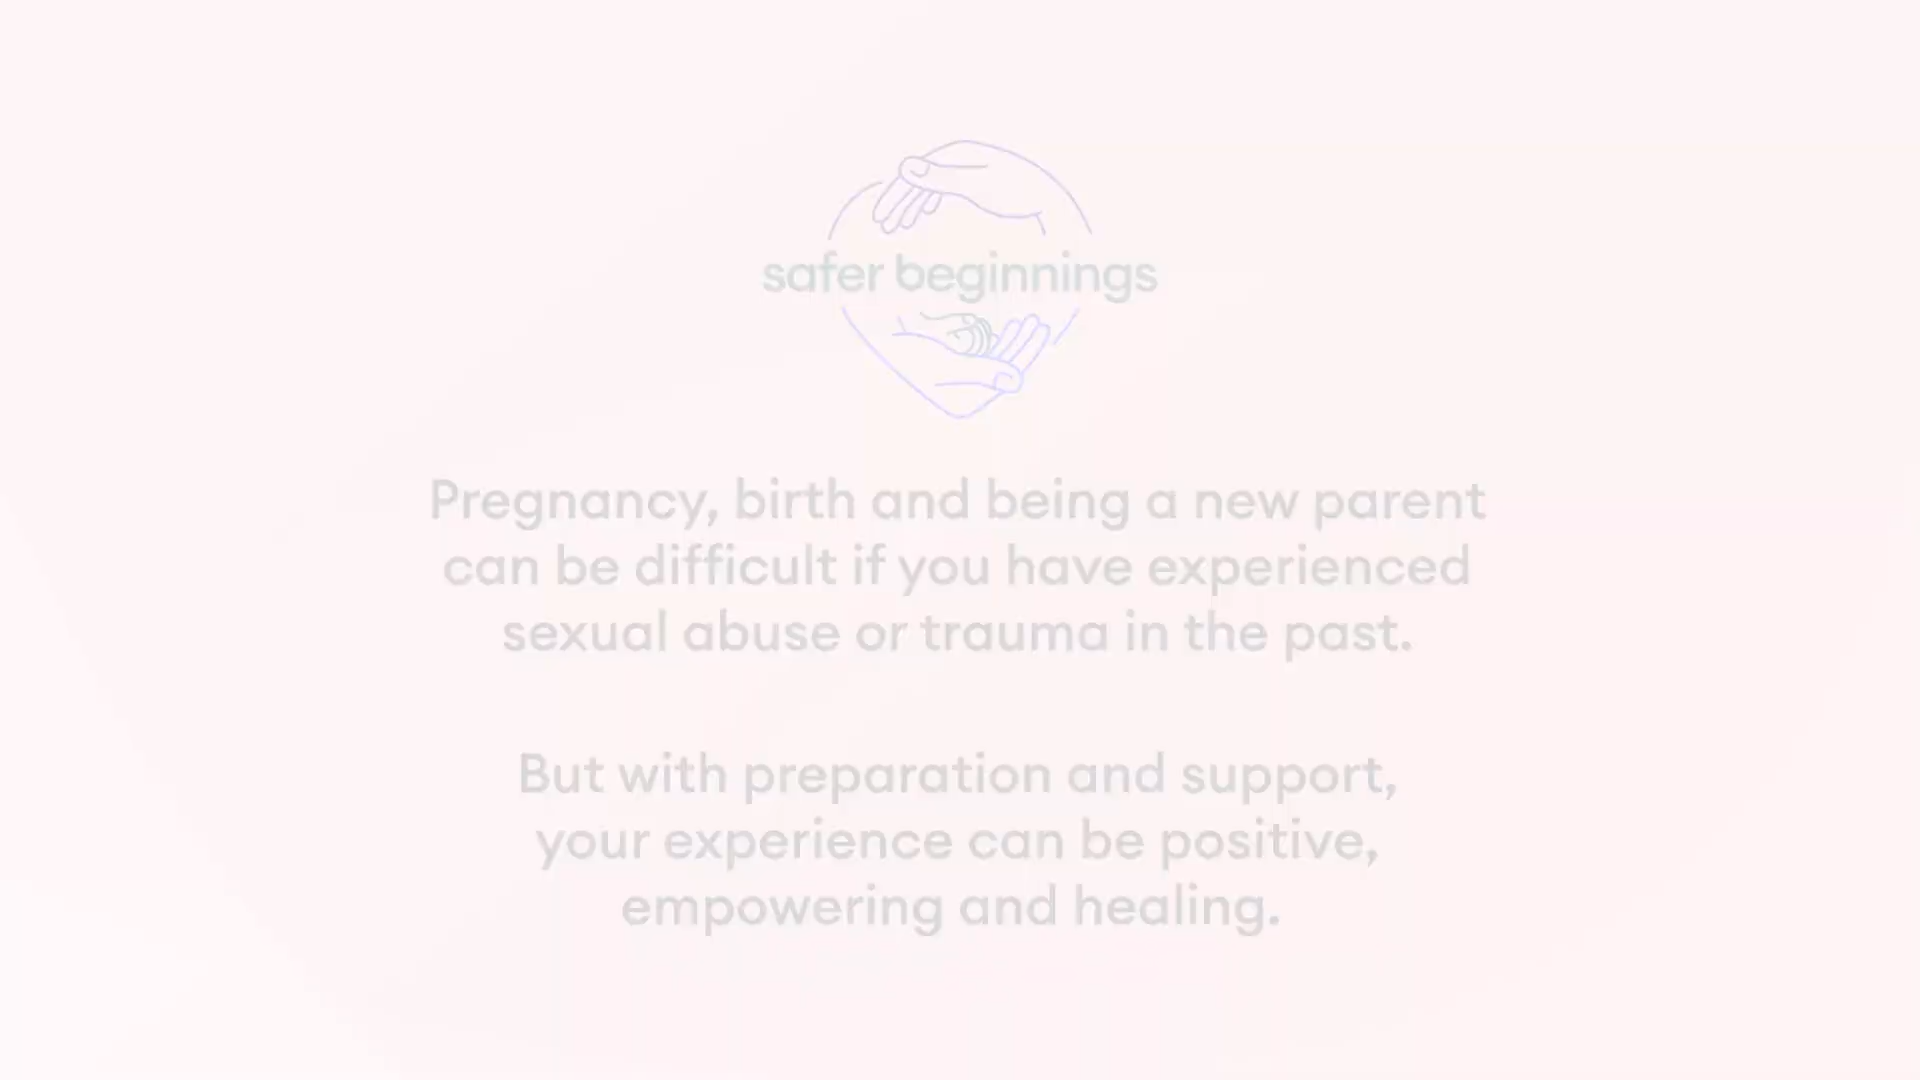 safer beginnings
Pregnancy, birth and being a new parent
can be difficult if you have experienced
sexual abuse or trauma in the past.
But with preparation and support,
your experience can be positive,
empowering and healing.